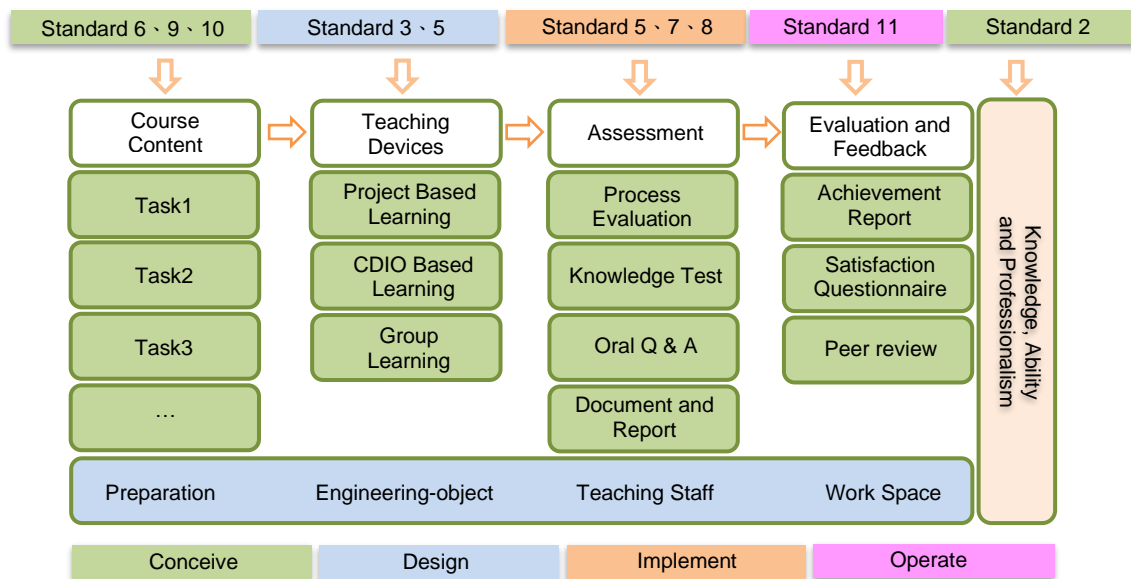 Standard 6、9、10
Standard 3、5
Standard 5、7、8
Standard 11
Standard 2
Course
Content
Teaching
Devices
Assessment
Evaluation and
Feedback
Task1
Project Based
Learning
Process
Evaluation
Achievement
Report
Task2
CDIO Based
Learning
Knowledge Test
Satisfaction
Questionnaire
Task3
Group
Learning
Oral Q & A
Peer review
…
Document and
Report
Knowledge, Ability
and Professionalism
Preparation
Engineering-object
Teaching Staff
Work Space
Conceive
Design
Implement
Operate